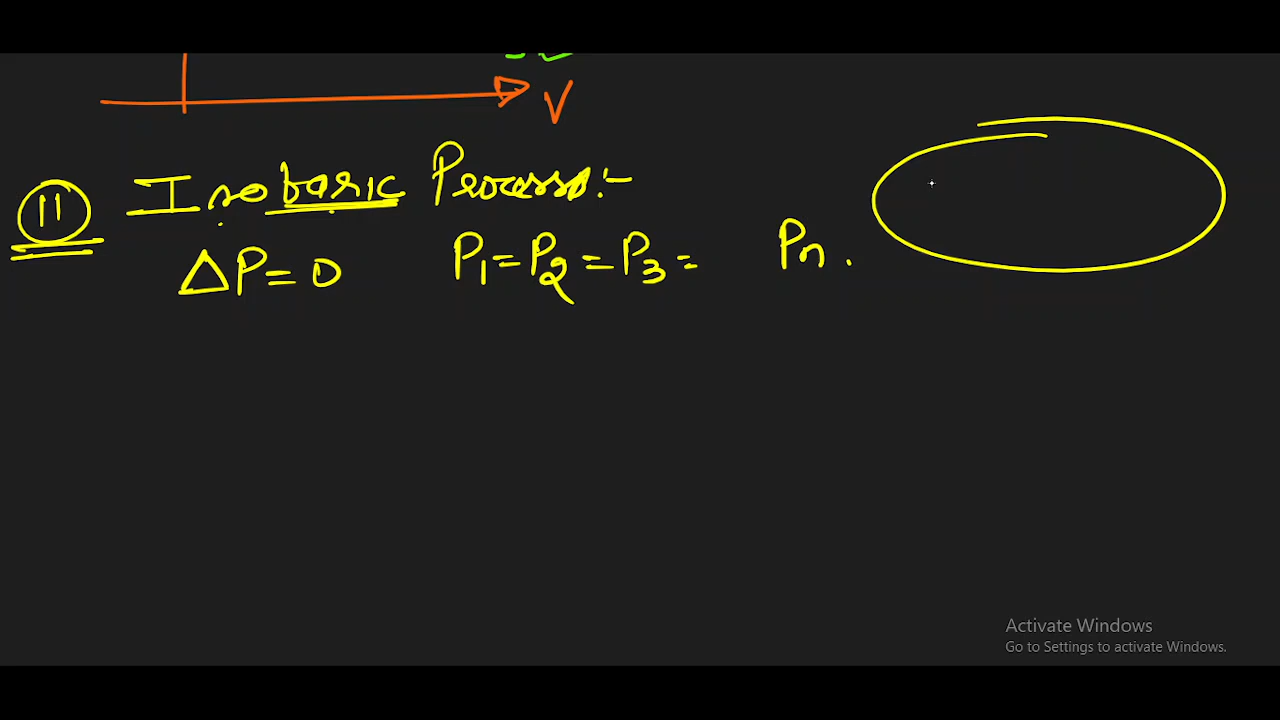 V
11 Isobaric Process:-
ΔP=0 P1=P2=P3= Pn.
Activate Windows
Go to Settings to activate Windows.